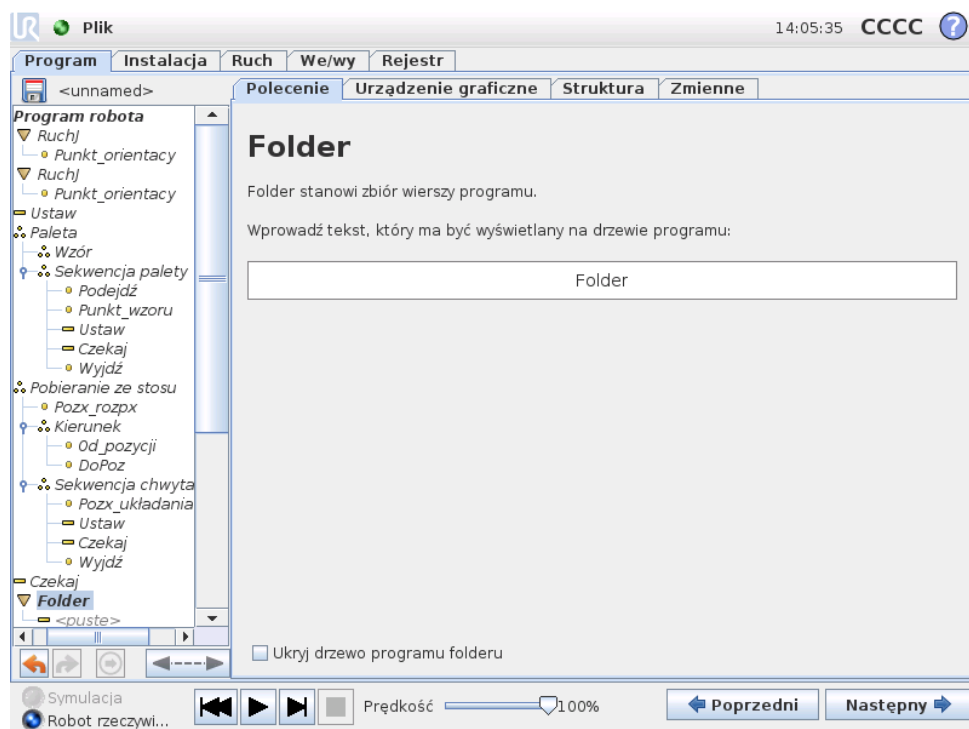 UR Plik 14:05:35 CCCC ?
Program Instalacja Ruch We/wy Rejestr
<unnamed>
Polecenie Urządzenie graficzne Struktura Zmienne
Program robota
RuchJ
Punkt_orientacy
RuchJ
Punkt_orientacy
Ustaw
Paleta
Wzór
Sekwencja palety
Podejdź
Punkt_wzoru
Ustaw
Czekaj
Wyjdź
Pobieranie ze stosu
Pozx_rozpx
Kierunek
Od_pozycji
DoPoz
Sekwencja chwyta
Pozx_układania
Ustaw
Czekaj
Wyjdź
Czekaj
Folder
<puste>
Folder
Folder stanowi zbiór wierszy programu.
Wprowadź tekst, który ma być wyświetlany na drzewie programu:
Folder
Ukryj drzewo programu folderu
Symulacja
Robot rzeczywi...
Prędkość 100%
Poprzedni Następny